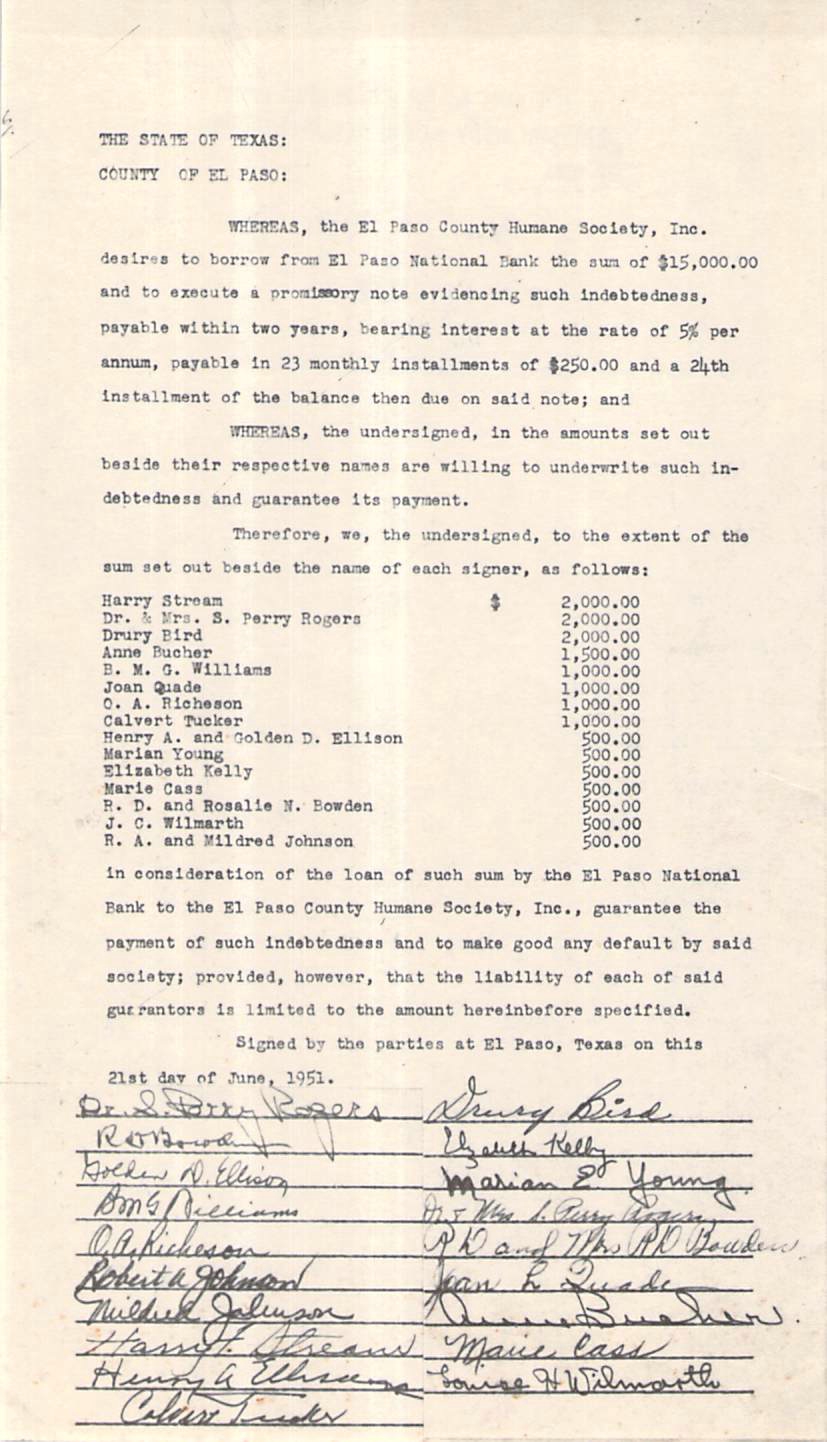 THE STATE OF TEXAS:
COUNTY OF EL PASO:
WHEREAS, the El Paso County Humane Society, Inc.
desires to borrow from El Paso National Bank the sum of $15,000.00
and to execute a promissory note evidencing such indebtedness,
payable within two years, bearing interest at the rate of 5% per
annum, payable in 23 monthly installments of $250.00 and a 24th
installment of the balance then due on said note; and
WHEREAS, the undersigned, in the amounts set out
beside their respective names are willing to underwrite such in-
debtedness and guarantee its payment.
Therefore, we, the undersigned, to the extent of the
sum set out beside the name of each signer, as follows:
Harry Stream $ 2,000.00
Dr. & Mrs. S. Perry Rogers 2,000.00
Drury Bird 2,000.00
Anne Bucher 1,500.00
B. M. G. Williams 1,000.00
Joan Quade 1,000.00
O. A. Richeson 1,000.00
Calvert Tucker 1,000.00
Henry A. and Golden D. Ellison 500.00
Marian Young 500.00
Elizabeth Kelly 500.00
Marie Cass 500.00
R. D. and Rosalie N. Bowden 500.00
J. C. Wilmarth 500.00
R. A. and Mildred Johnson 500.00
in consideration of the loan of such sum by the El Paso National
Bank to the El Paso County Humane Society, Inc., guarantee the
payment of such indebtedness and to make good any default by said
society; provided, however, that the liability of each of said
guarrantors is limited to the amount hereinbefore specified.
Signed by the parties at El Paso, Texas on this
21st day of June, 1951.
Dr. S. Perry Rogers Drury Bird
R D Bowden Elizabeth Kelly
Golden D. Ellison Marian E Young
BMG Williams Dr & Mrs S. Perry Rogers
O. A. Richeson R D and Mrs R D Bowden
Robert A Johnson Joan L Quade
Mildred Johnson Anne Bucher.
Harry F. Stream Marie Cass
Henry A Ellison Louise H Wilmarth
Calvert Tucker